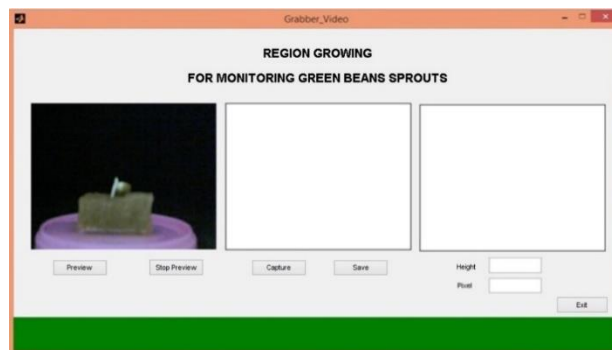 Grabber_Video
REGION GROWING
FOR MONITORING GREEN BEANS SPROUTS
Preview
Stop Preview
Capture
Save
Height
Pixel
Exit